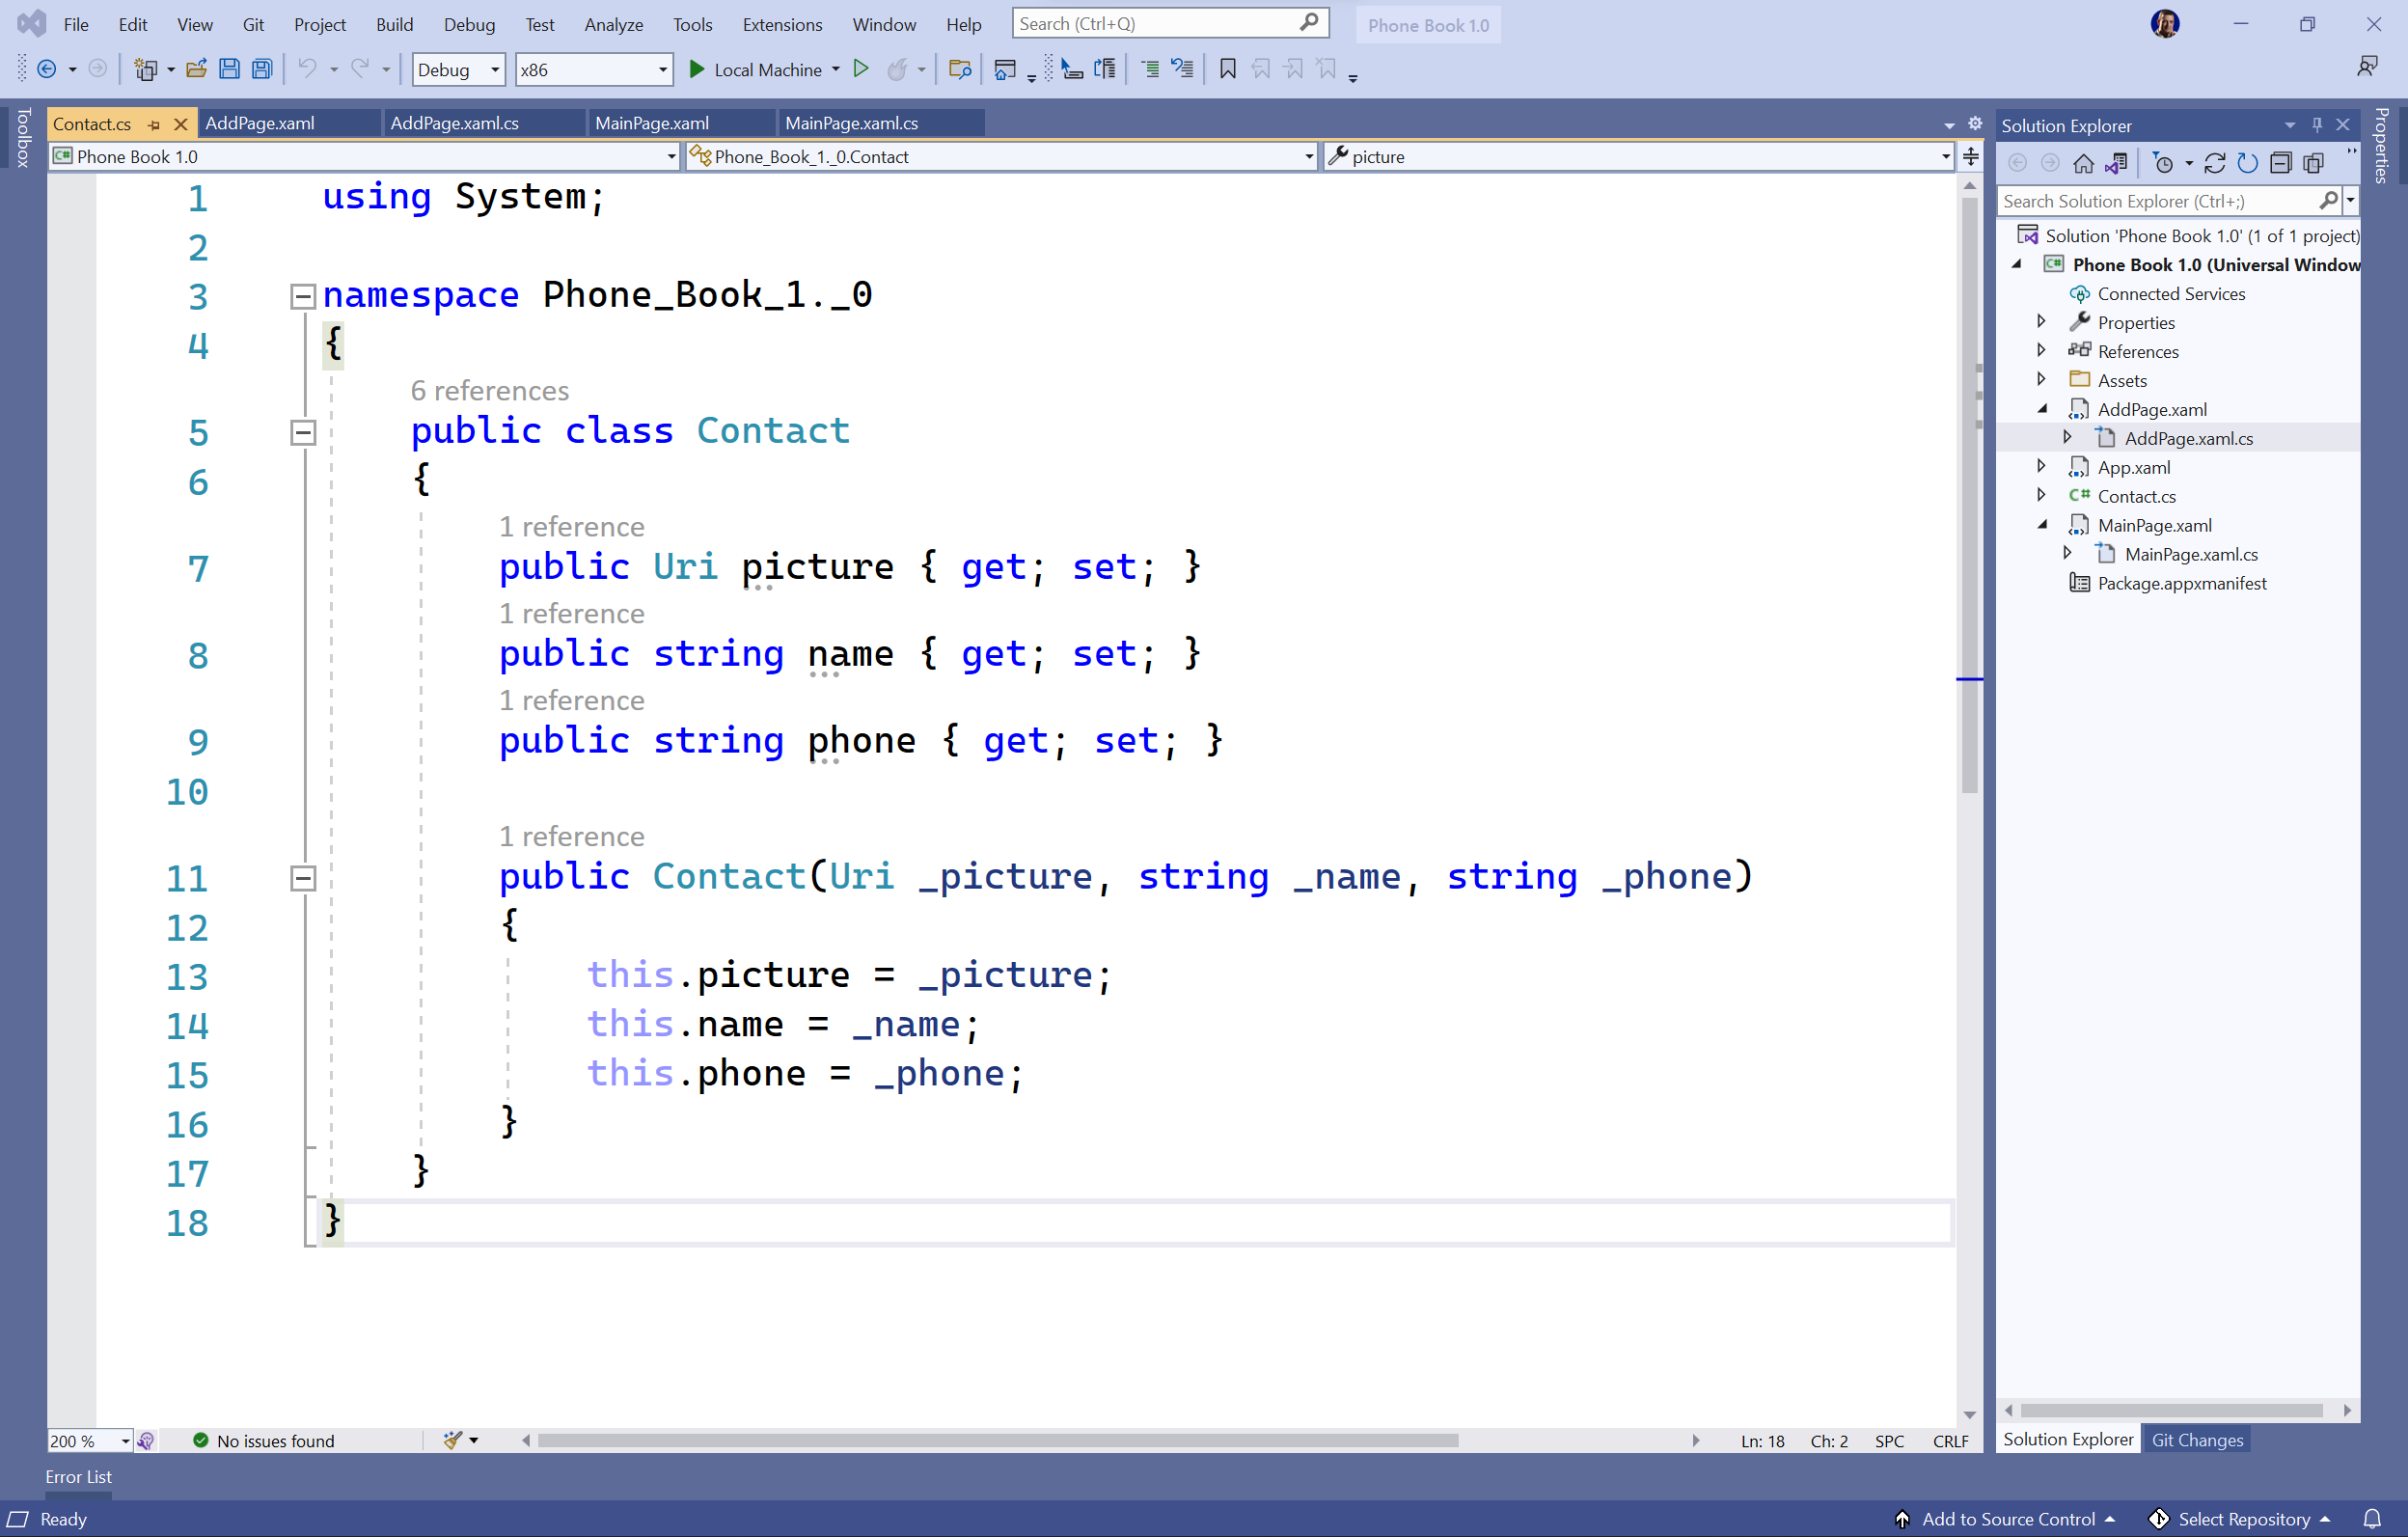 File Edit View Git Project Build Debug Test Analyze Tools Extensions Window Help Search (Ctrl+Q) Phone Book 1.0
Debug x86 Local Machine
Toolbox
Contact.cs AddPage.xaml AddPage.xaml.cs MainPage.xaml MainPage.xaml.cs
Phone Book 1.0 Phone_Book_1._0.Contact picture
1 using System;
2
3 namespace Phone_Book_1._0
4 {
6 references
5 public class Contact
6 {
1 reference
7 public Uri picture { get; set; }
1 reference
8 public string name { get; set; }
1 reference
9 public string phone { get; set; }
10
1 reference
11 public Contact(Uri _picture, string _name, string _phone)
12 {
13 this.picture = _picture;
14 this.name = _name;
15 this.phone = _phone;
16 }
17 }
18 }
200 % No issues found Ln: 18 Ch: 2 SPC CRLF
Solution Explorer
Search Solution Explorer (Ctrl+;)
Solution 'Phone Book 1.0' (1 of 1 project)
C# Phone Book 1.0 (Universal Window
Connected Services
Properties
References
Assets
AddPage.xaml
AddPage.xaml.cs
App.xaml
C# Contact.cs
MainPage.xaml
MainPage.xaml.cs
Package.appxmanifest
Solution Explorer Git Changes
Properties
Error List
Ready Add to Source Control Select Repository